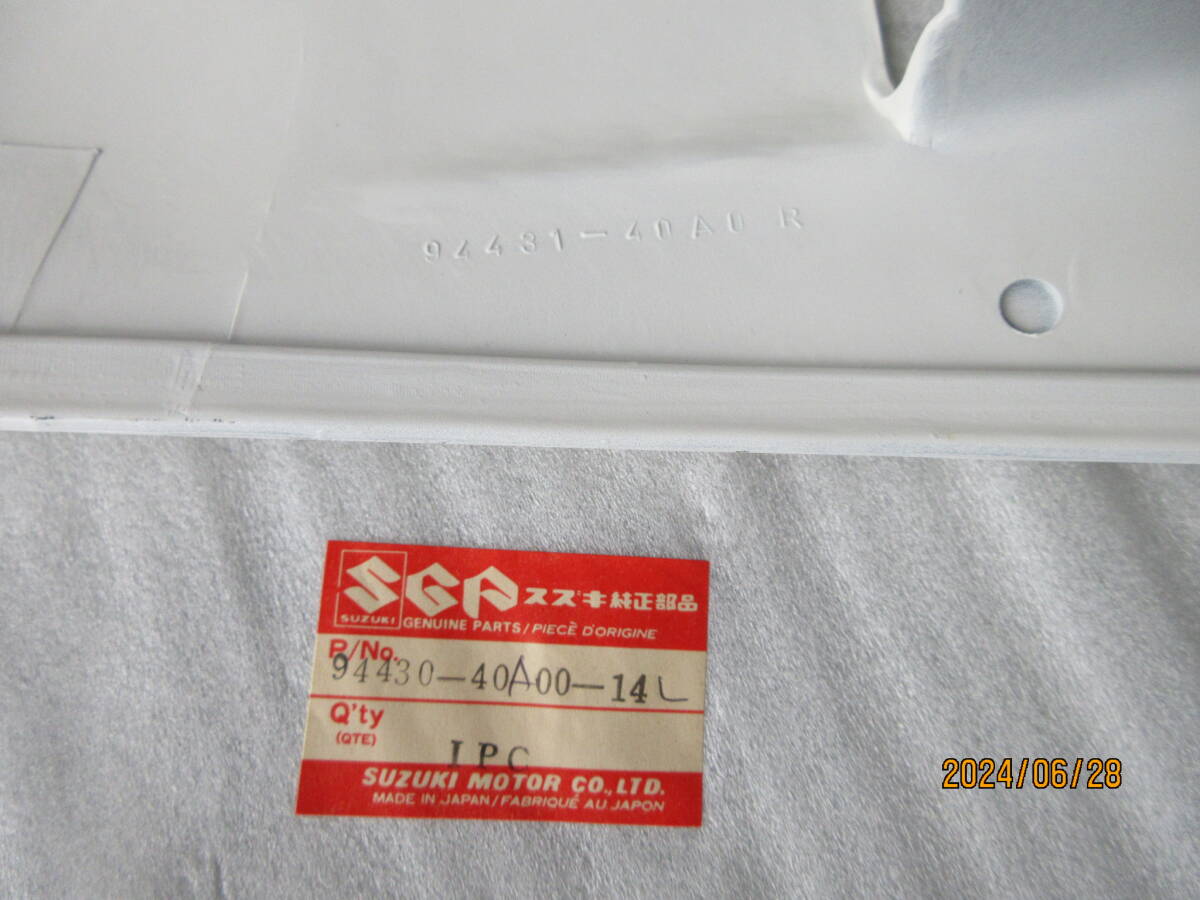 94431-40A0 R
SGP スズキ純正部品
SUZUKI GENUINE PARTS/PIECÈ D'ORIGINE
P/No.
94430-40A00-14L
Q'ty
(QTE)
1PC
SUZUKI MOTOR CO., LTD.
MADE IN JAPAN/FABRIQUÉ AU JAPON
2024/06/28